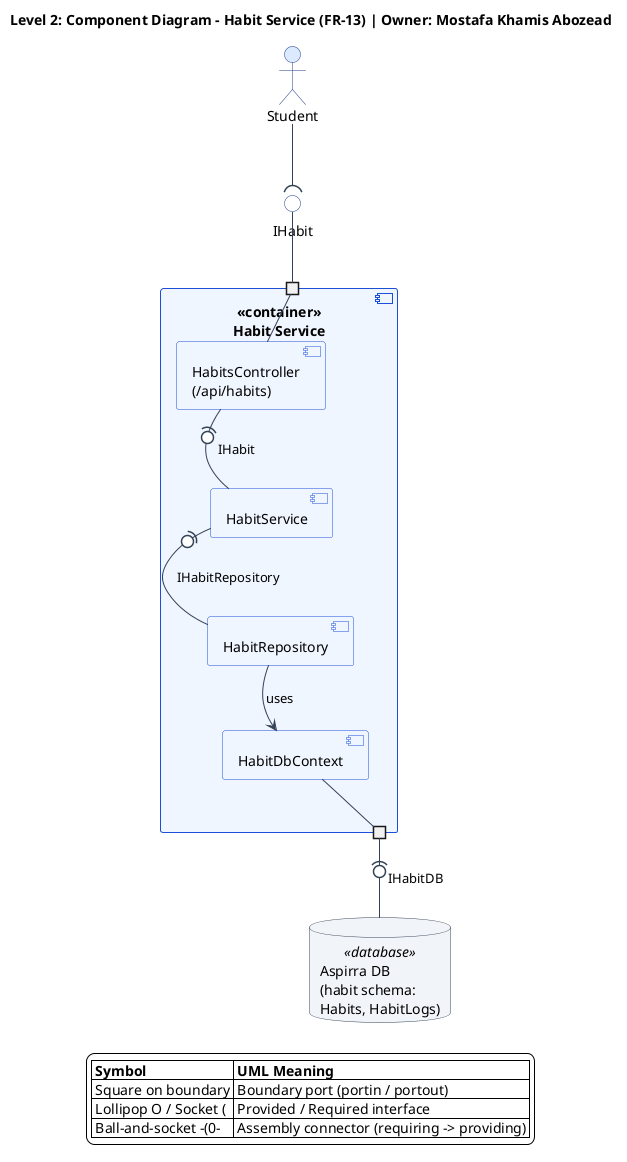 Level 2: Component Diagram - Habit Service (FR-13) | Owner: Mostafa Khamis Abozead
Student
IHabit
«container»
Habit Service
HabitsController
(/api/habits)
IHabit
HabitService
IHabitRepository
HabitRepository
uses
HabitDbContext
IHabitDB
«database»
Aspirra DB
(habit schema:
Habits, HabitLogs)
Symbol UML Meaning
Square on boundary Boundary port (portin / portout)
Lollipop O / Socket ( Provided / Required interface
Ball-and-socket -(0- Assembly connector (requiring -> providing)